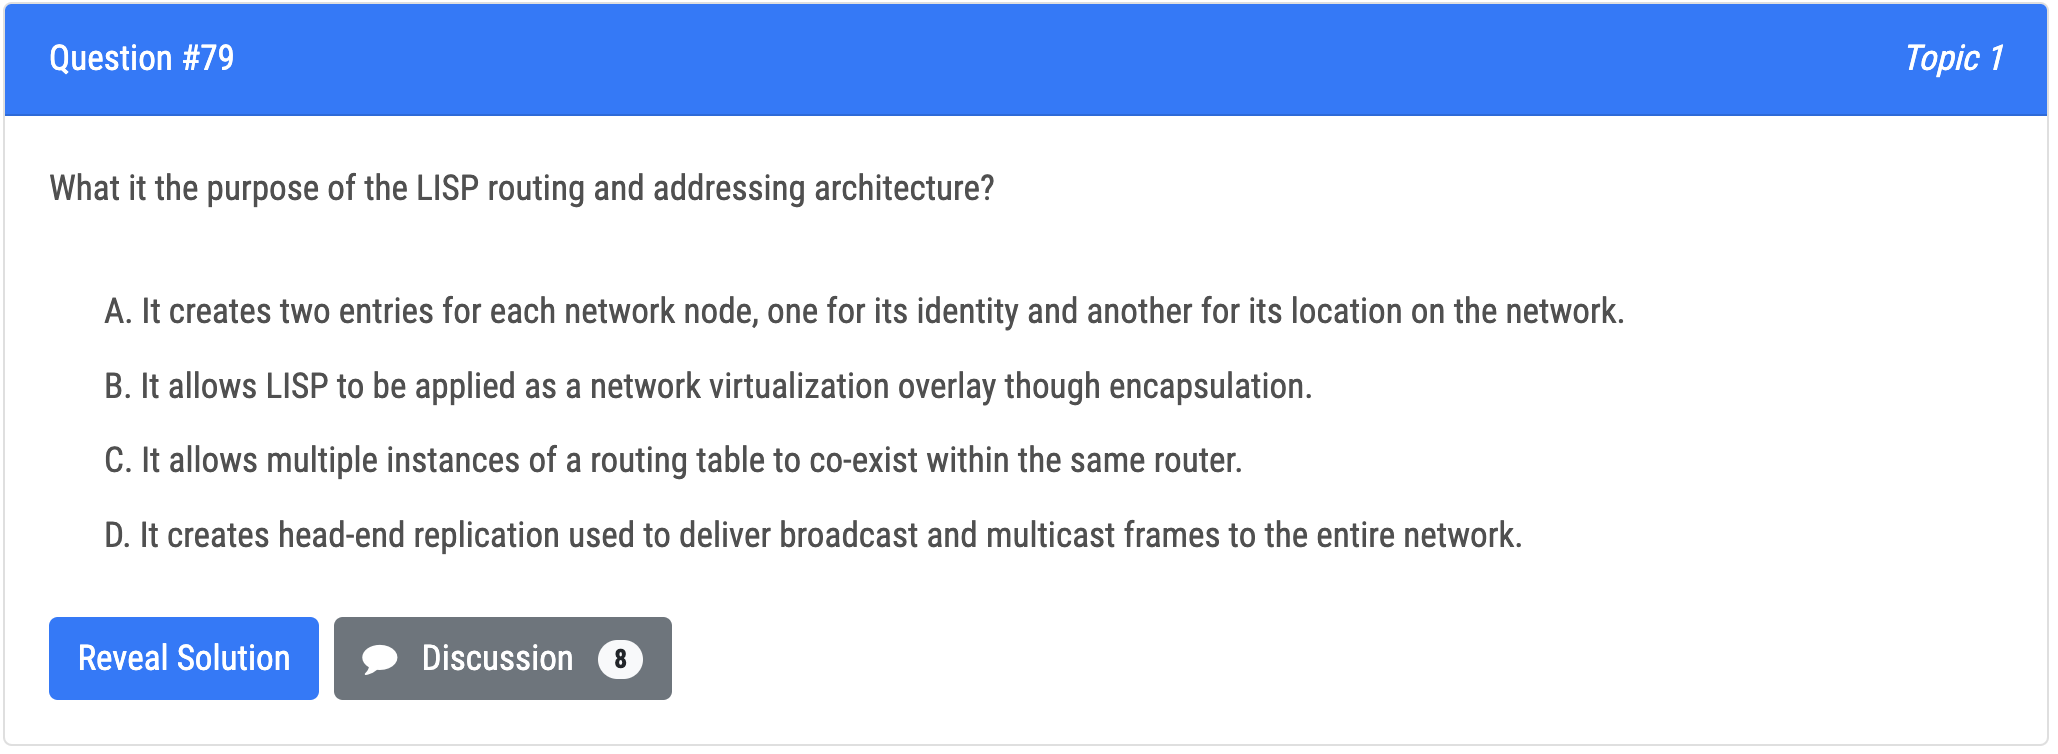 Question #79
Topic 1
What it the purpose of the LISP routing and addressing architecture?
A. It creates two entries for each network node, one for its identity and another for its location on the network.
B. It allows LISP to be applied as a network virtualization overlay though encapsulation.
C. It allows multiple instances of a routing table to co-exist within the same router.
D. It creates head-end replication used to deliver broadcast and multicast frames to the entire network.
Reveal Solution
Discussion 8